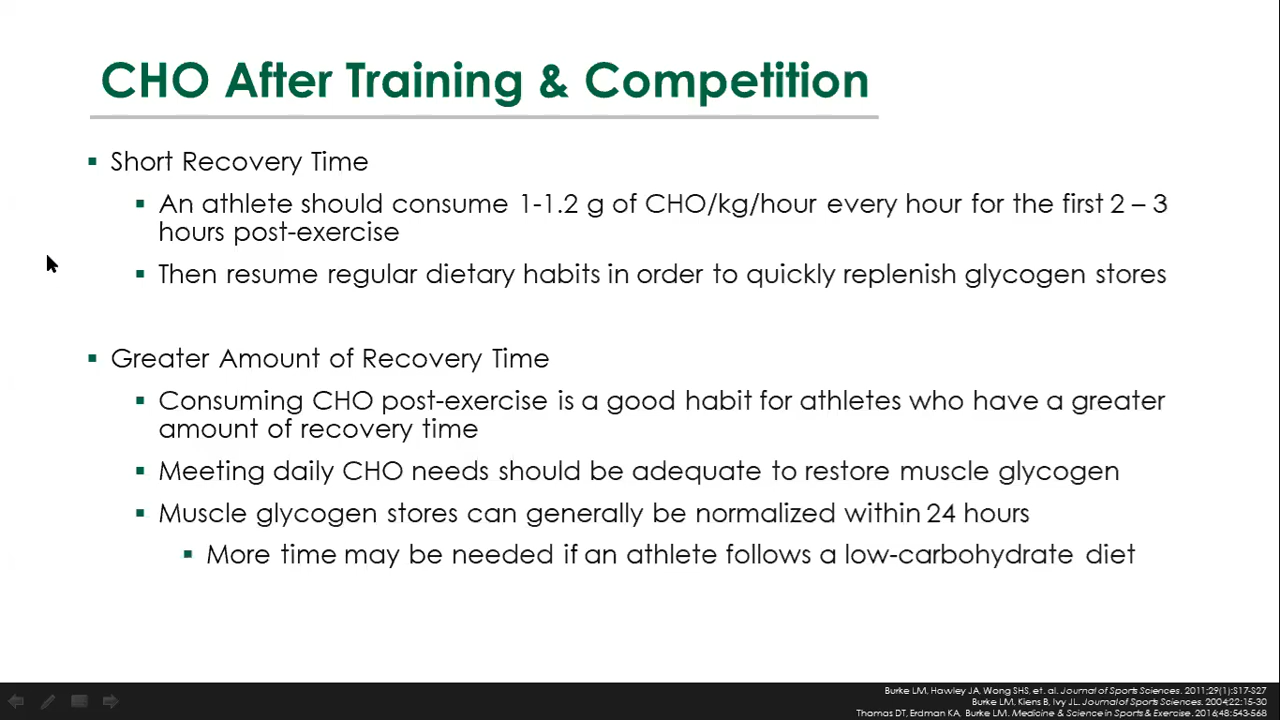 CHO After Training & Competition
▪ Short Recovery Time
▪ An athlete should consume 1-1.2 g of CHO/kg/hour every hour for the first 2 – 3
hours post-exercise
▪ Then resume regular dietary habits in order to quickly replenish glycogen stores
▪ Greater Amount of Recovery Time
▪ Consuming CHO post-exercise is a good habit for athletes who have a greater
amount of recovery time
▪ Meeting daily CHO needs should be adequate to restore muscle glycogen
▪ Muscle glycogen stores can generally be normalized within 24 hours
▪ More time may be needed if an athlete follows a low-carbohydrate diet
Burke LM, Hawley JA, Wong SHS, et. al. Journal of Sports Sciences. 2011;29(1):S17-S27
Burke LM, Kiens B, Ivy JL. Journal of Sports Sciences. 2004;22:15-30
Thomas DT, Erdman KA, Burke LM. Medicine & Science in Sports & Exercise. 2016;48:543-568